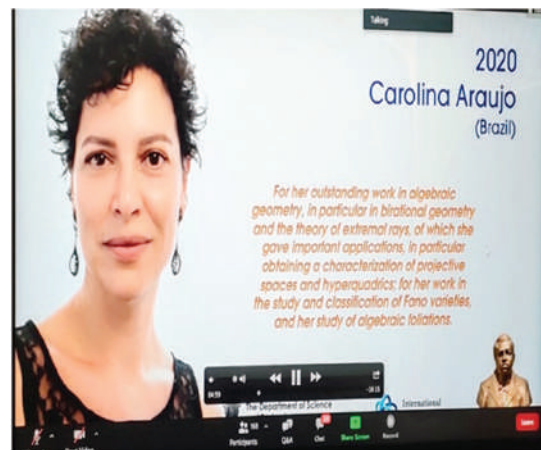 Talking
2020
Carolina Araujo
(Brazil)
For her outstanding work in algebraic
geometry, in particular in birational geometry
and the theory of extremal rays, of which she
gave important applications, in particular
obtaining a characterization of projective
spaces and hyperquadrics; for her work in
the study and classification of Fano varieties,
and her study of algebraic foliations.
04:59
The Department of Science
International
168
Participants
Q&A
Chat
Share Screen
Record
Leave